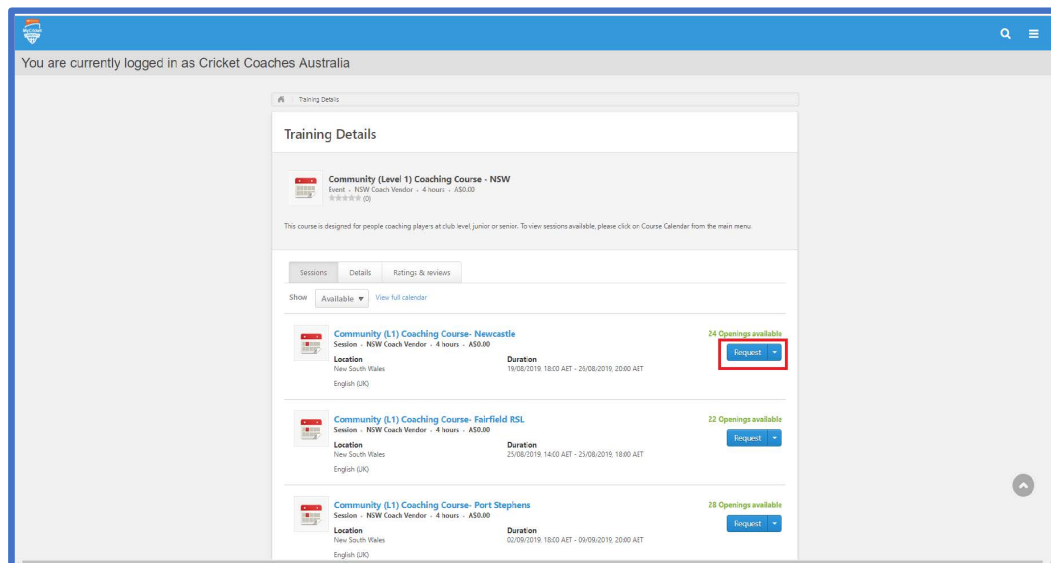 You are currently logged in as Cricket Coaches Australia
Training Details
Training Details
Community (Level 1) Coaching Course - NSW
Event - NSW Coach Vendor - 4 hours - A$0.00
(0)
This course is designed for people coaching players at club level, junior or senior. To view sessions available, please click on Course Calendar from the main menu.
Sessions Details Ratings & reviews
Show Available View full calendar
Community (L1) Coaching Course- Newcastle 24 Openings available
Session - NSW Coach Vendor - 4 hours - A$0.00 Request
Location Duration
New South Wales 19/08/2019, 18:00 AET - 26/08/2019, 20:00 AET
English (UK)
Community (L1) Coaching Course- Fairfield RSL 22 Openings available
Session - NSW Coach Vendor - 4 hours - A$0.00 Request
Location Duration
New South Wales 25/08/2019, 14:00 AET - 25/08/2019, 18:00 AET
English (UK)
Community (L1) Coaching Course- Port Stephens 28 Openings available
Session - NSW Coach Vendor - 4 hours - A$0.00 Request
Location Duration
New South Wales 02/09/2019, 18:00 AET - 09/09/2019, 20:00 AET
English (UK)